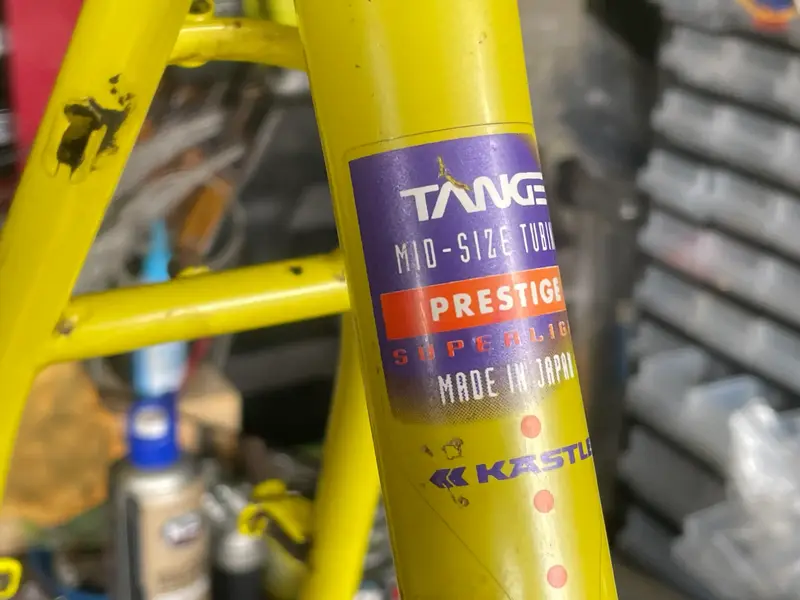 TANGE
MID-SIZE TUBIN
PRESTIGE
SUPERLIG
MADE IN JAPAN
KÄSTLE